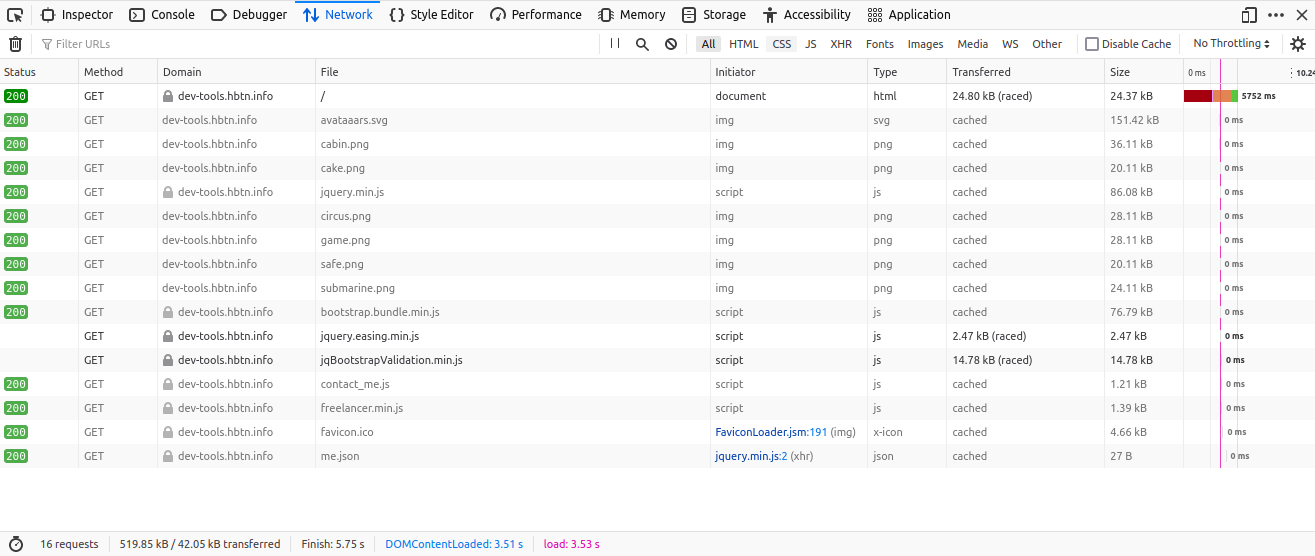 Inspector Console Debugger Network Style Editor Performance Memory Storage Accessibility Application
Filter URLs All HTML CSS JS XHR Fonts Images Media WS Other Disable Cache No Throttling
Status Method Domain File Initiator Type Transferred Size 0 ms 10.24
200 GET dev-tools.hbtn.info / document html 24.80 kB (raced) 24.37 kB 5752 ms
200 GET dev-tools.hbtn.info avataaars.svg img svg cached 151.42 kB 0 ms
200 GET dev-tools.hbtn.info cabin.png img png cached 36.11 kB 0 ms
200 GET dev-tools.hbtn.info cake.png img png cached 20.11 kB 0 ms
200 GET dev-tools.hbtn.info jquery.min.js script js cached 86.08 kB 0 ms
200 GET dev-tools.hbtn.info circus.png img png cached 28.11 kB 0 ms
200 GET dev-tools.hbtn.info game.png img png cached 28.11 kB 0 ms
200 GET dev-tools.hbtn.info safe.png img png cached 20.11 kB 0 ms
200 GET dev-tools.hbtn.info submarine.png img png cached 24.11 kB 0 ms
200 GET dev-tools.hbtn.info bootstrap.bundle.min.js script js cached 76.79 kB 0 ms
GET dev-tools.hbtn.info jquery.easing.min.js script js 2.47 kB (raced) 2.47 kB 0 ms
GET dev-tools.hbtn.info jqBootstrapValidation.min.js script js 14.78 kB (raced) 14.78 kB 0 ms
200 GET dev-tools.hbtn.info contact_me.js script js cached 1.21 kB 0 ms
200 GET dev-tools.hbtn.info freelancer.min.js script js cached 1.39 kB 0 ms
200 GET dev-tools.hbtn.info favicon.ico FaviconLoader.jsm:191 (img) x-icon cached 4.66 kB 0 ms
200 GET dev-tools.hbtn.info me.json jquery.min.js:2 (xhr) json cached 27 B 0 ms
16 requests 519.85 kB / 42.05 kB transferred Finish: 5.75 s DOMContentLoaded: 3.51 s load: 3.53 s